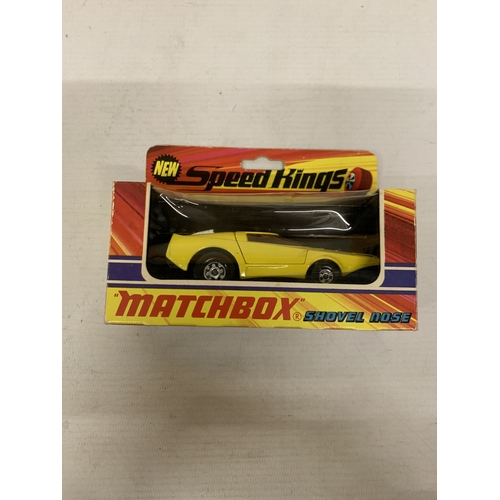 NEW
Speed Kings
"MATCHBOX"®
SHOVEL NOSE